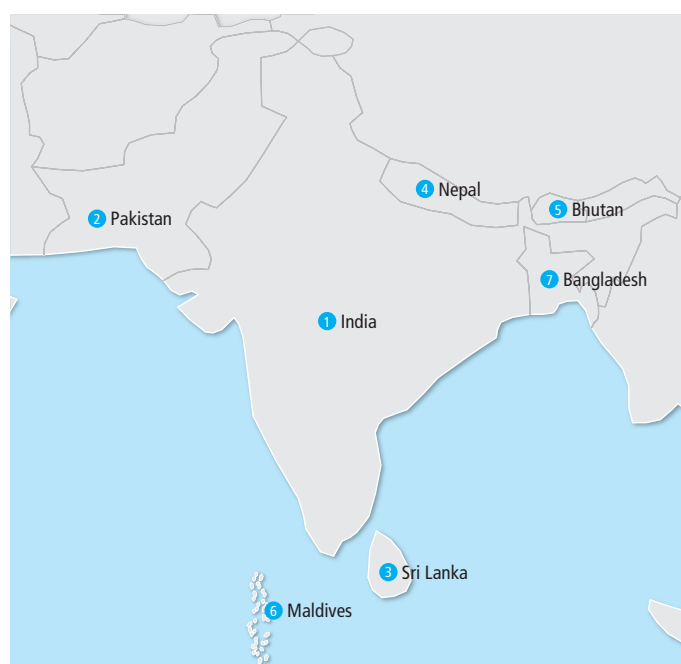 4 Nepal
5 Bhutan
2 Pakistan
7 Bangladesh
1 India
3 Sri Lanka
6 Maldives